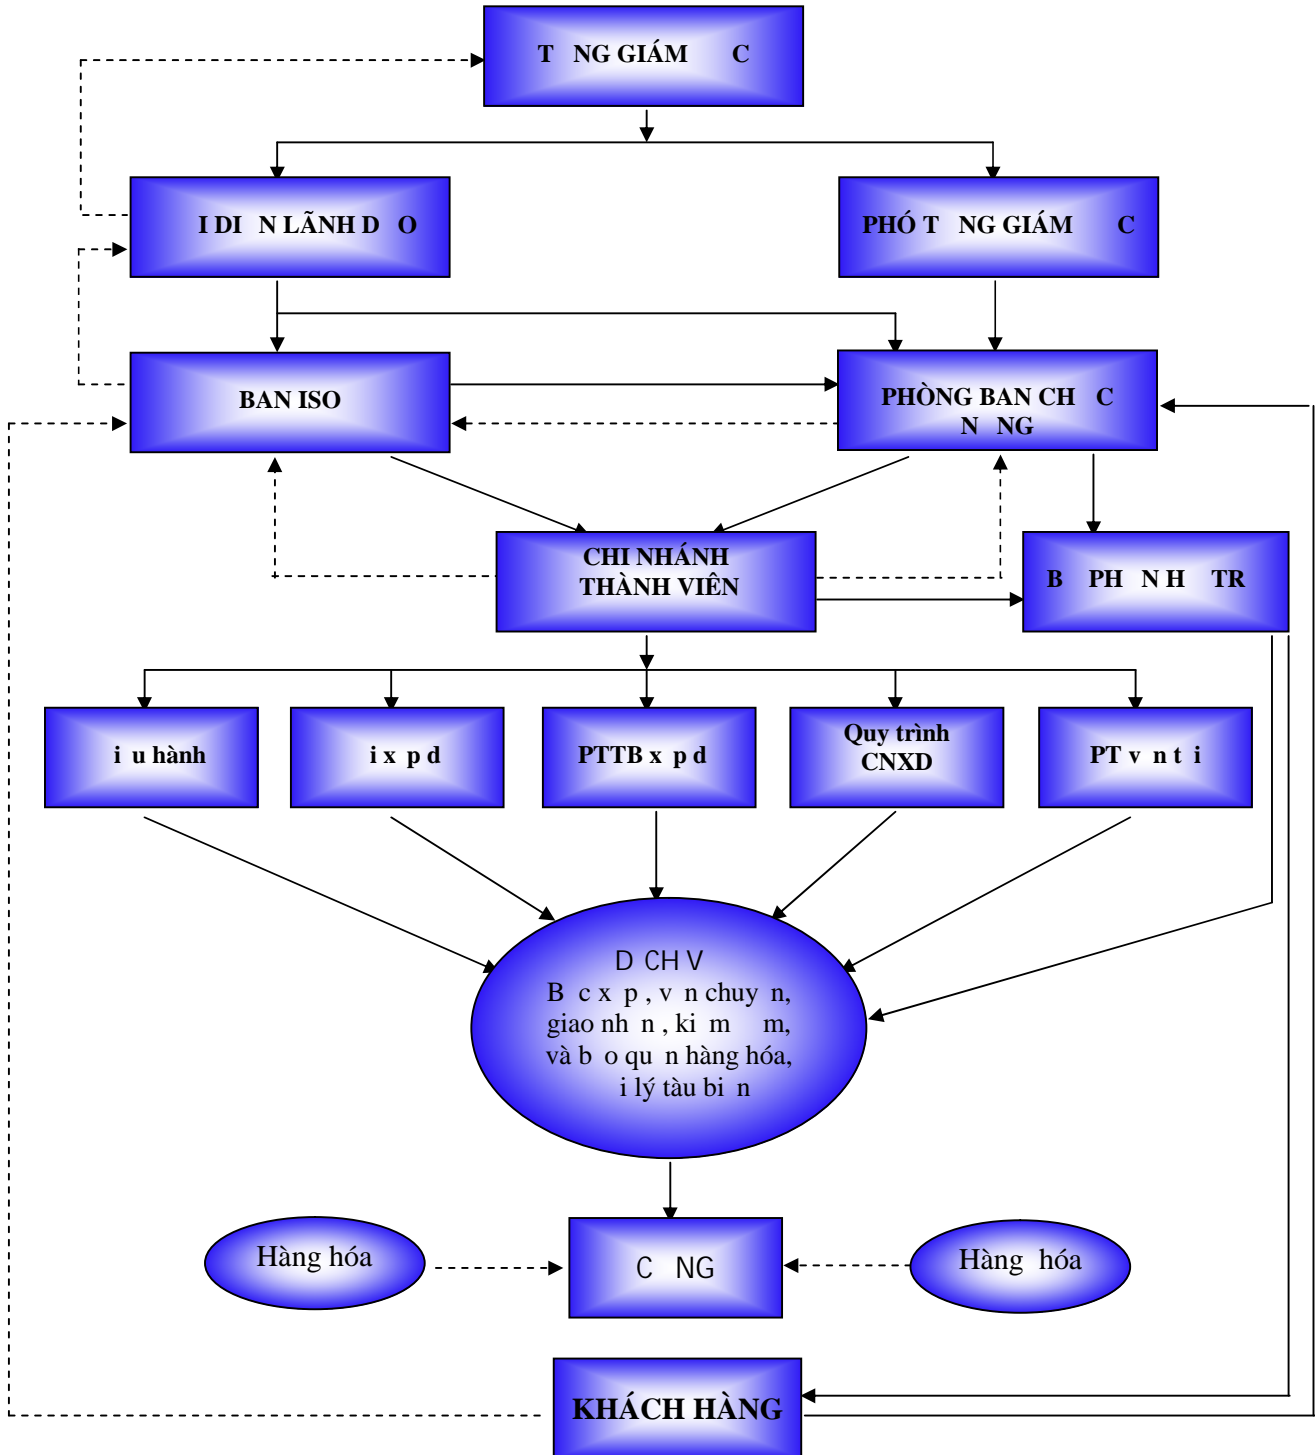 T NG GIÁM C
I DI N LÃNH D O
PHÓ T NG GIÁM C
BAN ISO
PHÒNG BAN CH C
N NG
CHI NHÁNH
THÀNH VIÊN
B PH N H TR
i u hành
i x p d
PTTB x p d
Quy trình
CNXD
PT v n t i
D CH V
B c x p , v n chuy n,
giao nh n , ki m m,
và b o qu n hàng hóa,
i lý tàu bi n
Hàng hóa
C NG
Hàng hóa
KHÁCH HÀNG